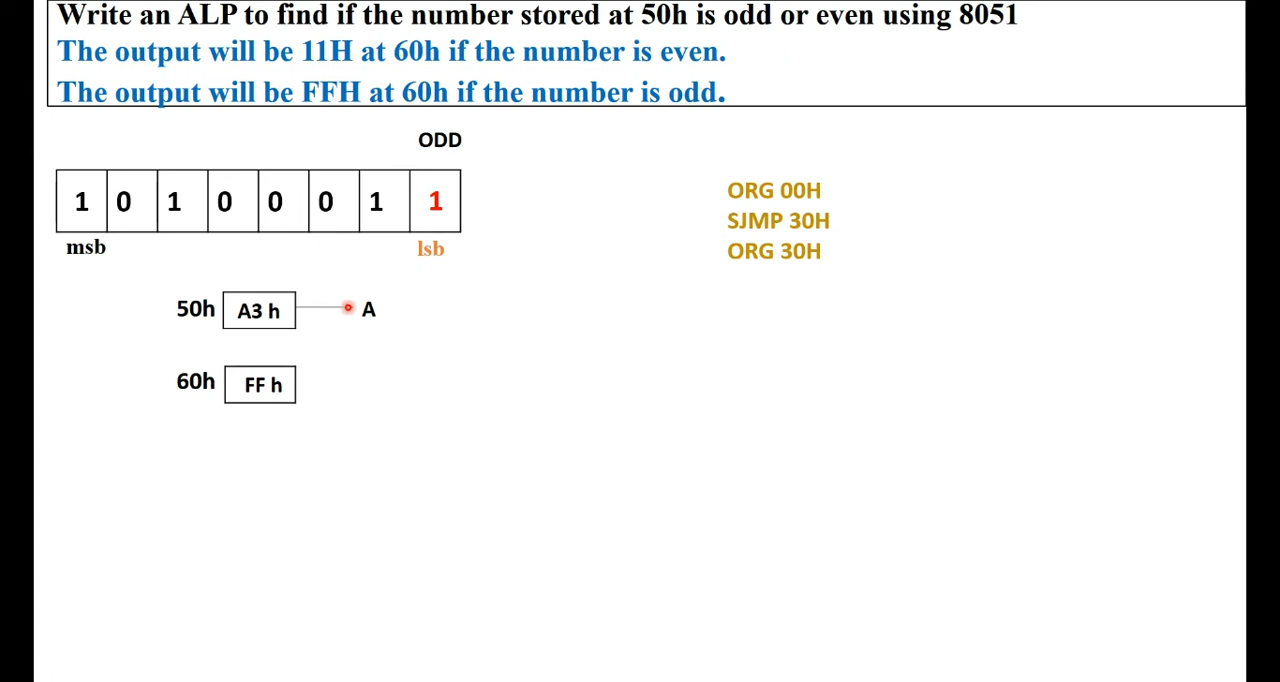 Write an ALP to find if the number stored at 50h is odd or even using 8051
The output will be 11H at 60h if the number is even.
The output will be FFH at 60h if the number is odd.
ODD
1 0 1 0 0 0 1 1
msb lsb
ORG 00H
SJMP 30H
ORG 30H
50h A3 h A
60h FF h